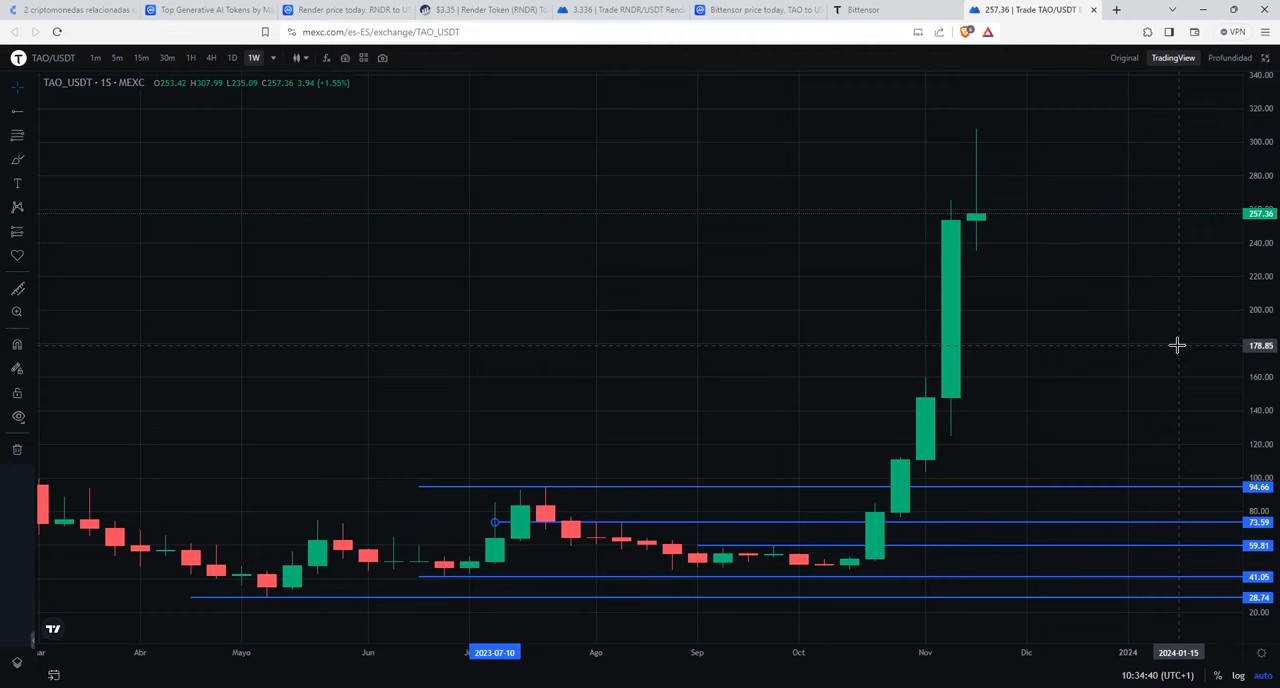 2 criptomonedas relacionadas c
Top Generative AI Tokens by Ma
Render price today, RNDR to US
$3.35 | Render Token (RNDR) To
3.336 | Trade RNDR/USDT Rend
Bittensor price today, TAO to US
Bittensor
257.36 | Trade TAO/USDT B
mexc.com/es-ES/exchange/TAO_USDT
VPN
TAO/USDT
1m 5m 15m 30m 1H 4H 1D 1W
Original TradingView Profundidad
TAO_USDT · 1S · MEXC O253.42 H307.99 L235.09 C257.36 3.94 (+1.55%)
340.00
320.00
300.00
280.00
257.36
240.00
220.00
200.00
178.85
160.00
140.00
120.00
100.00
94.66
80.00
73.59
59.81
41.05
28.74
20.00
Abr Mayo Jun 2023-07-10 Ago Sep Oct Nov Dic 2024 2024-01-15
10:34:40 (UTC+1) % log auto